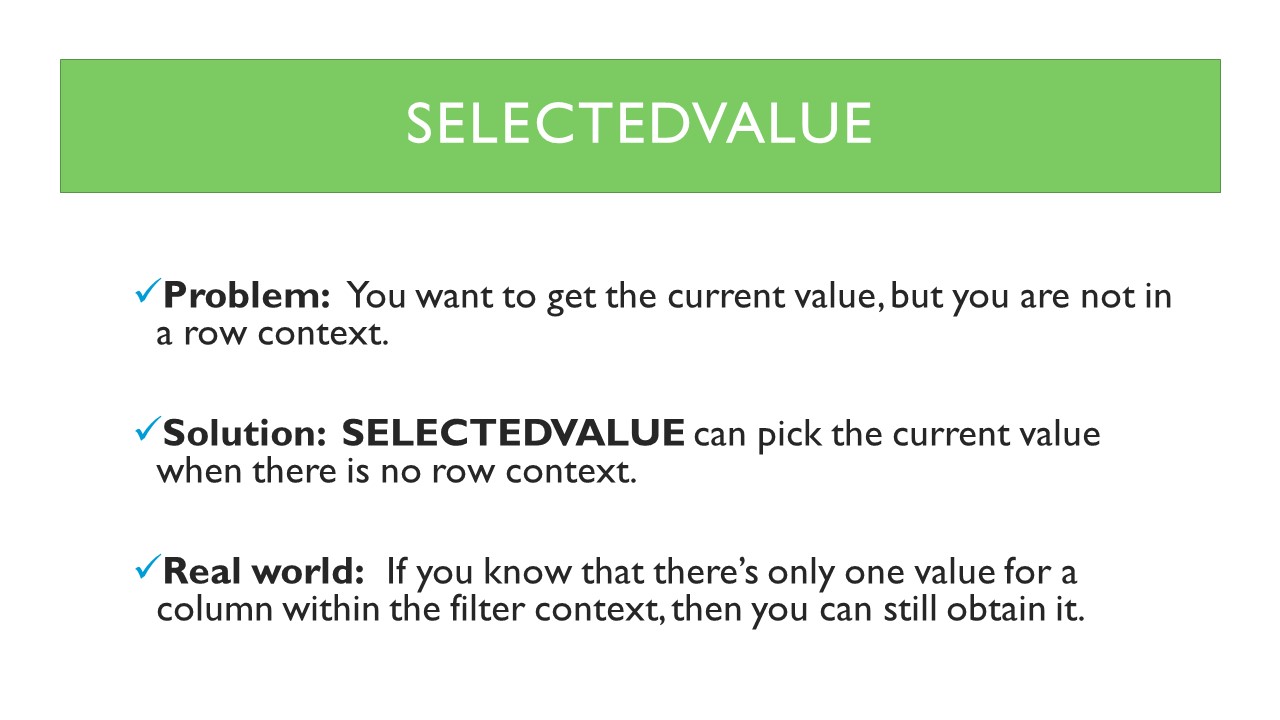 SELECTEDVALUE
✓Problem: You want to get the current value, but you are not in
a row context.
✓Solution: SELECTEDVALUE can pick the current value
when there is no row context.
✓Real world: If you know that there’s only one value for a
column within the filter context, then you can still obtain it.